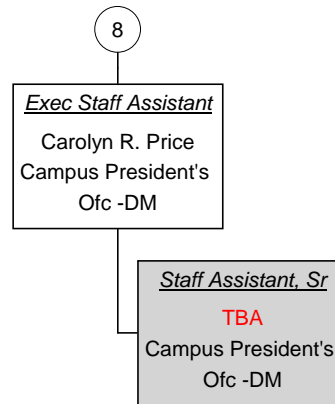 8
Exec Staff Assistant
Carolyn R. Price
Campus President's
Ofc -DM
Staff Assistant, Sr
TBA
Campus President's
Ofc -DM